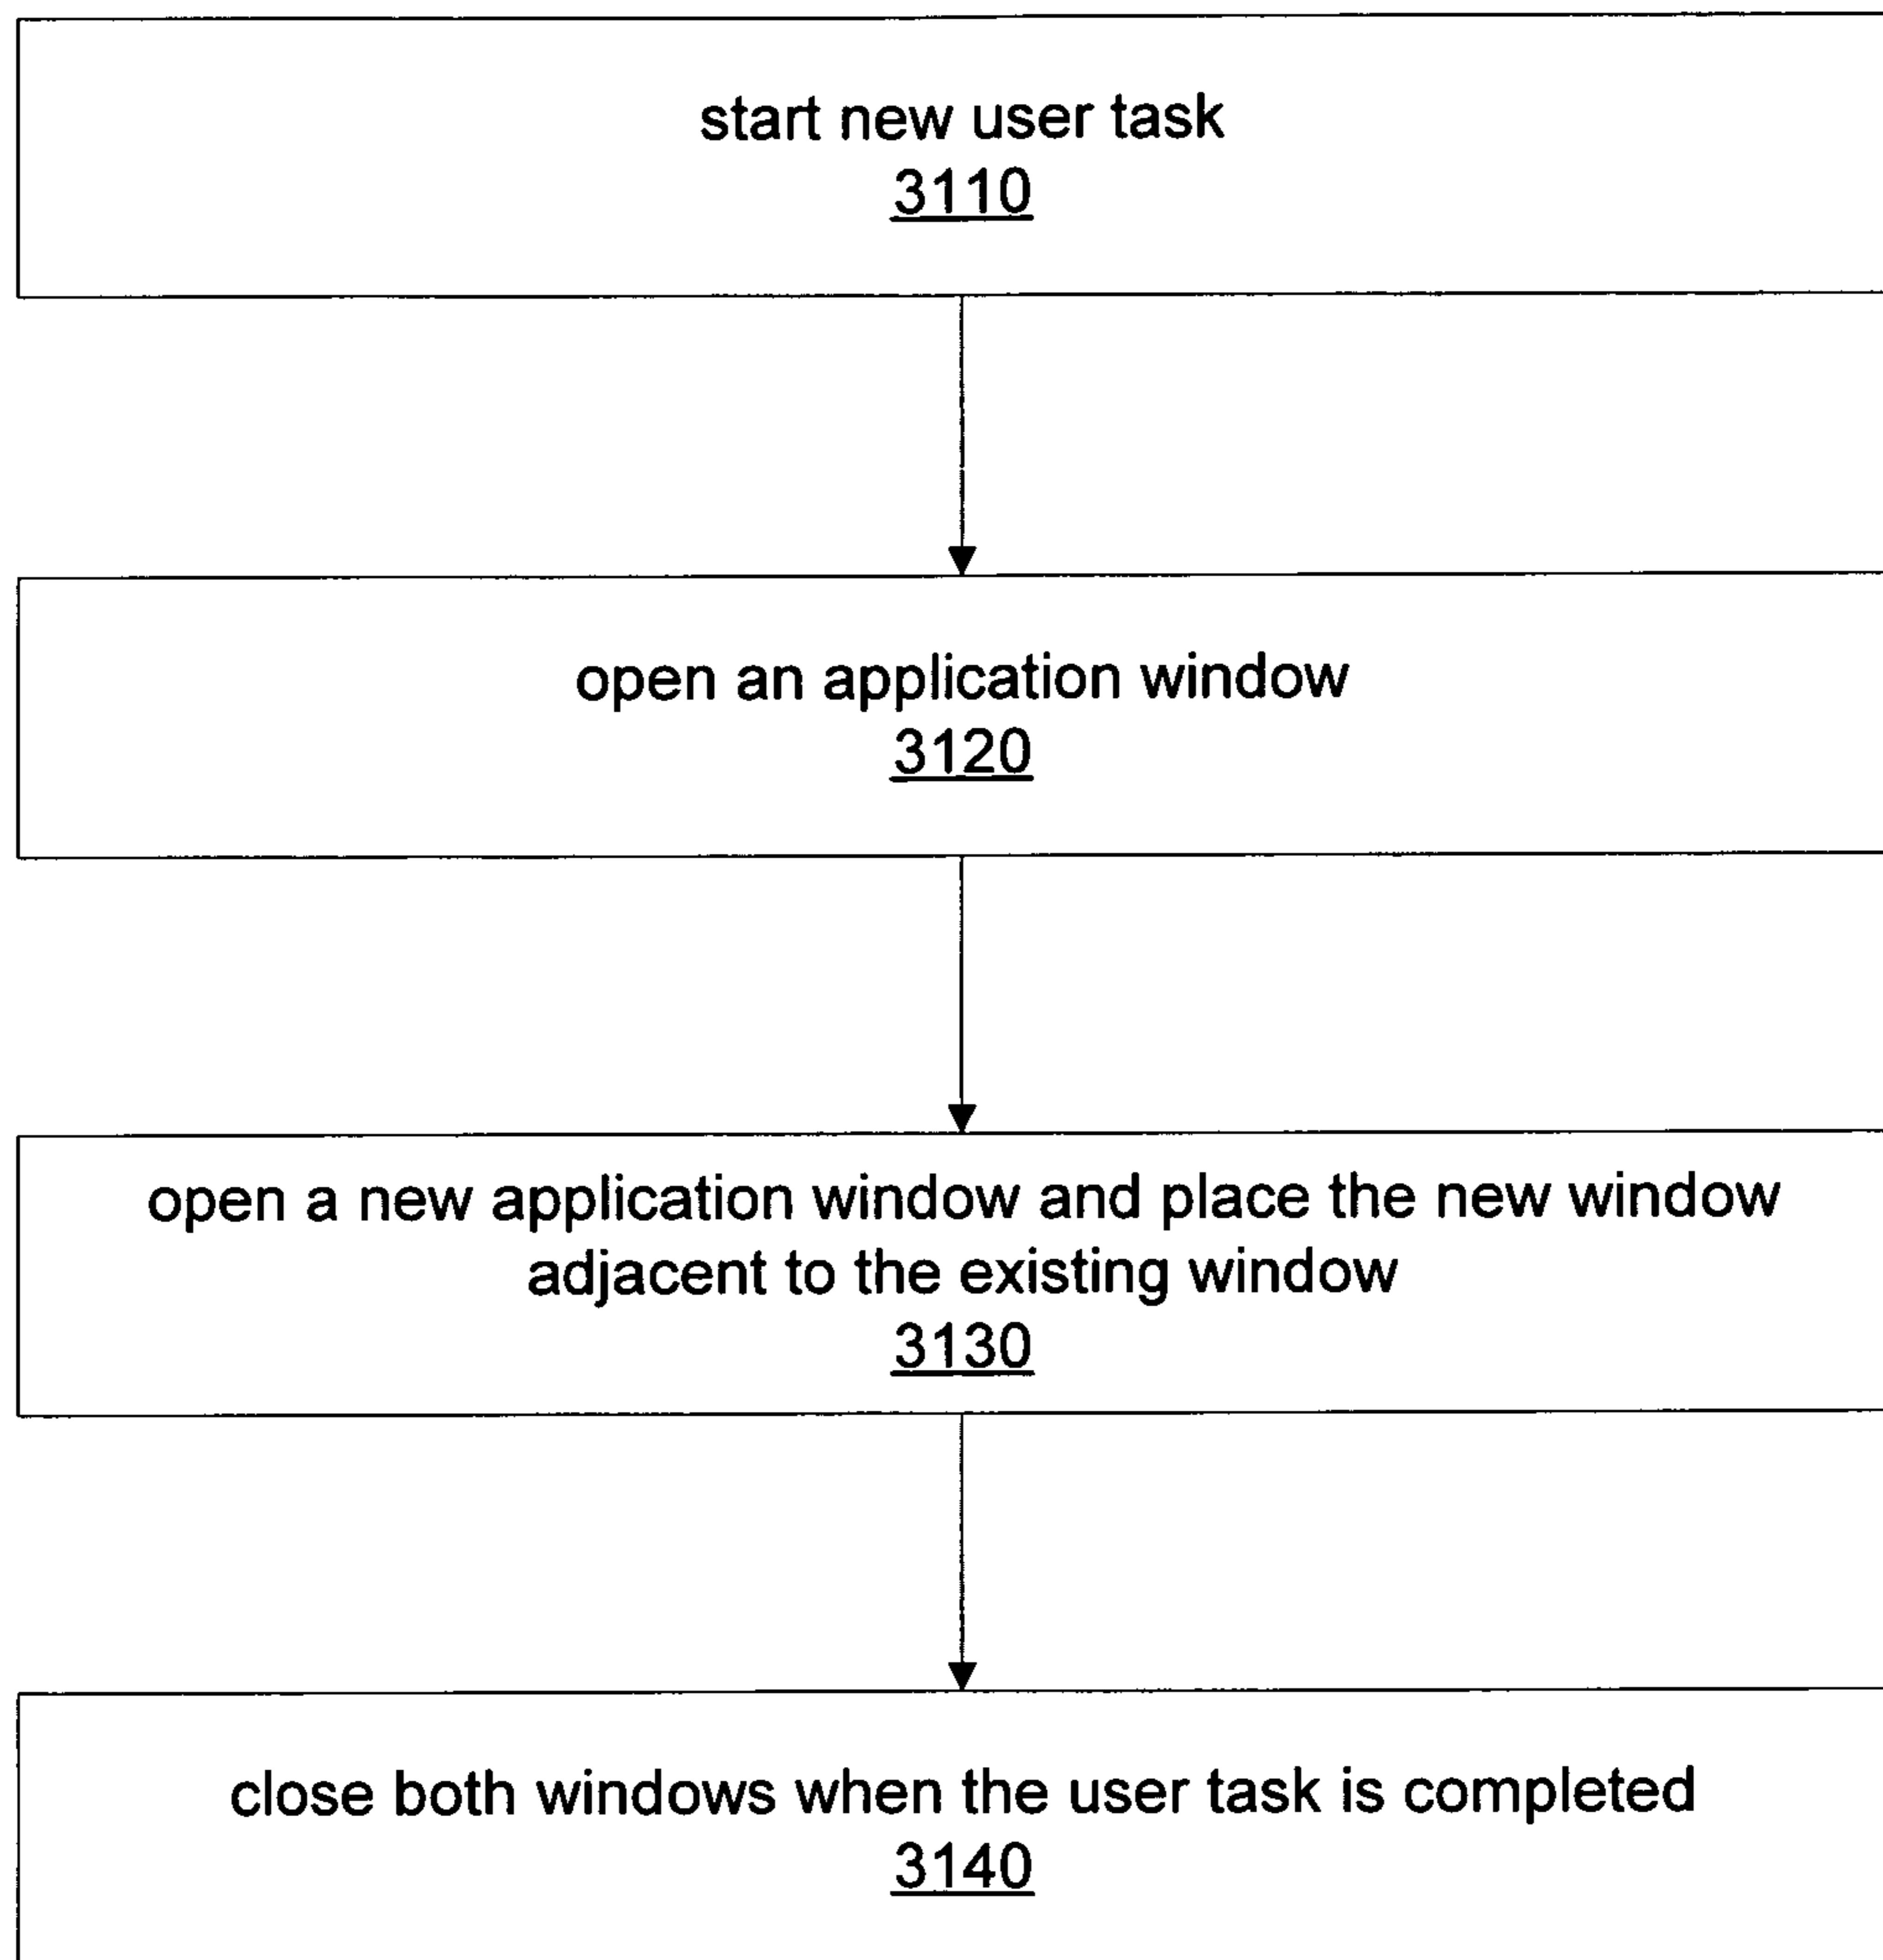 start new user task
3110
open an application window
3120
open a new application window and place the new window
adjacent to the existing window
3130
close both windows when the user task is completed
3140